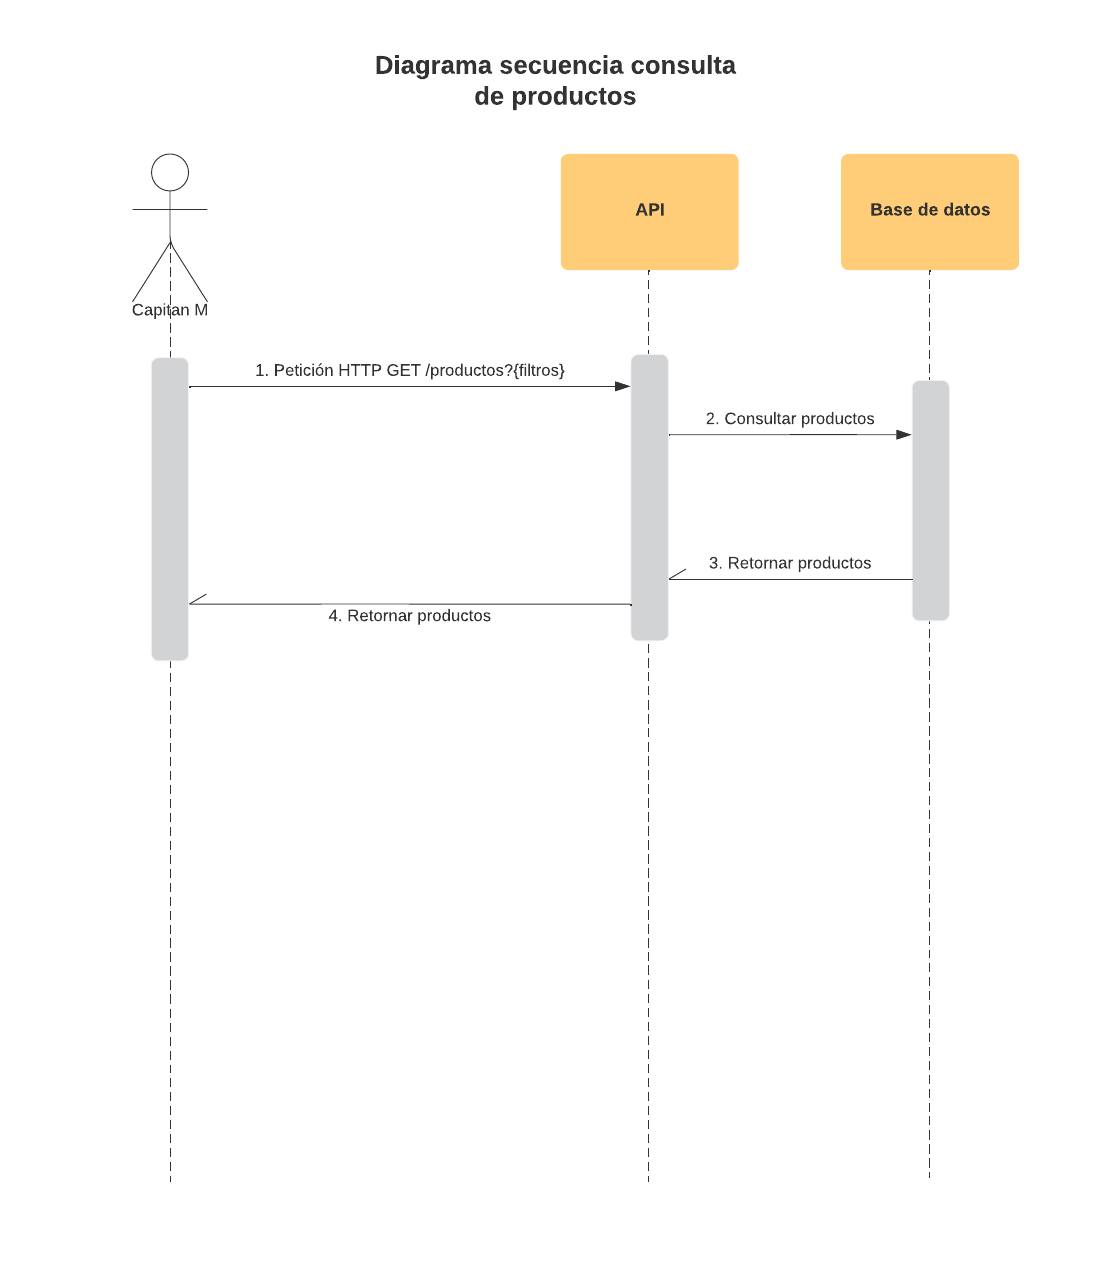 Diagrama secuencia consulta
de productos
API
Base de datos
Capitan M
1. Petición HTTP GET /productos?{filtros}
2. Consultar productos
3. Retornar productos
4. Retornar productos